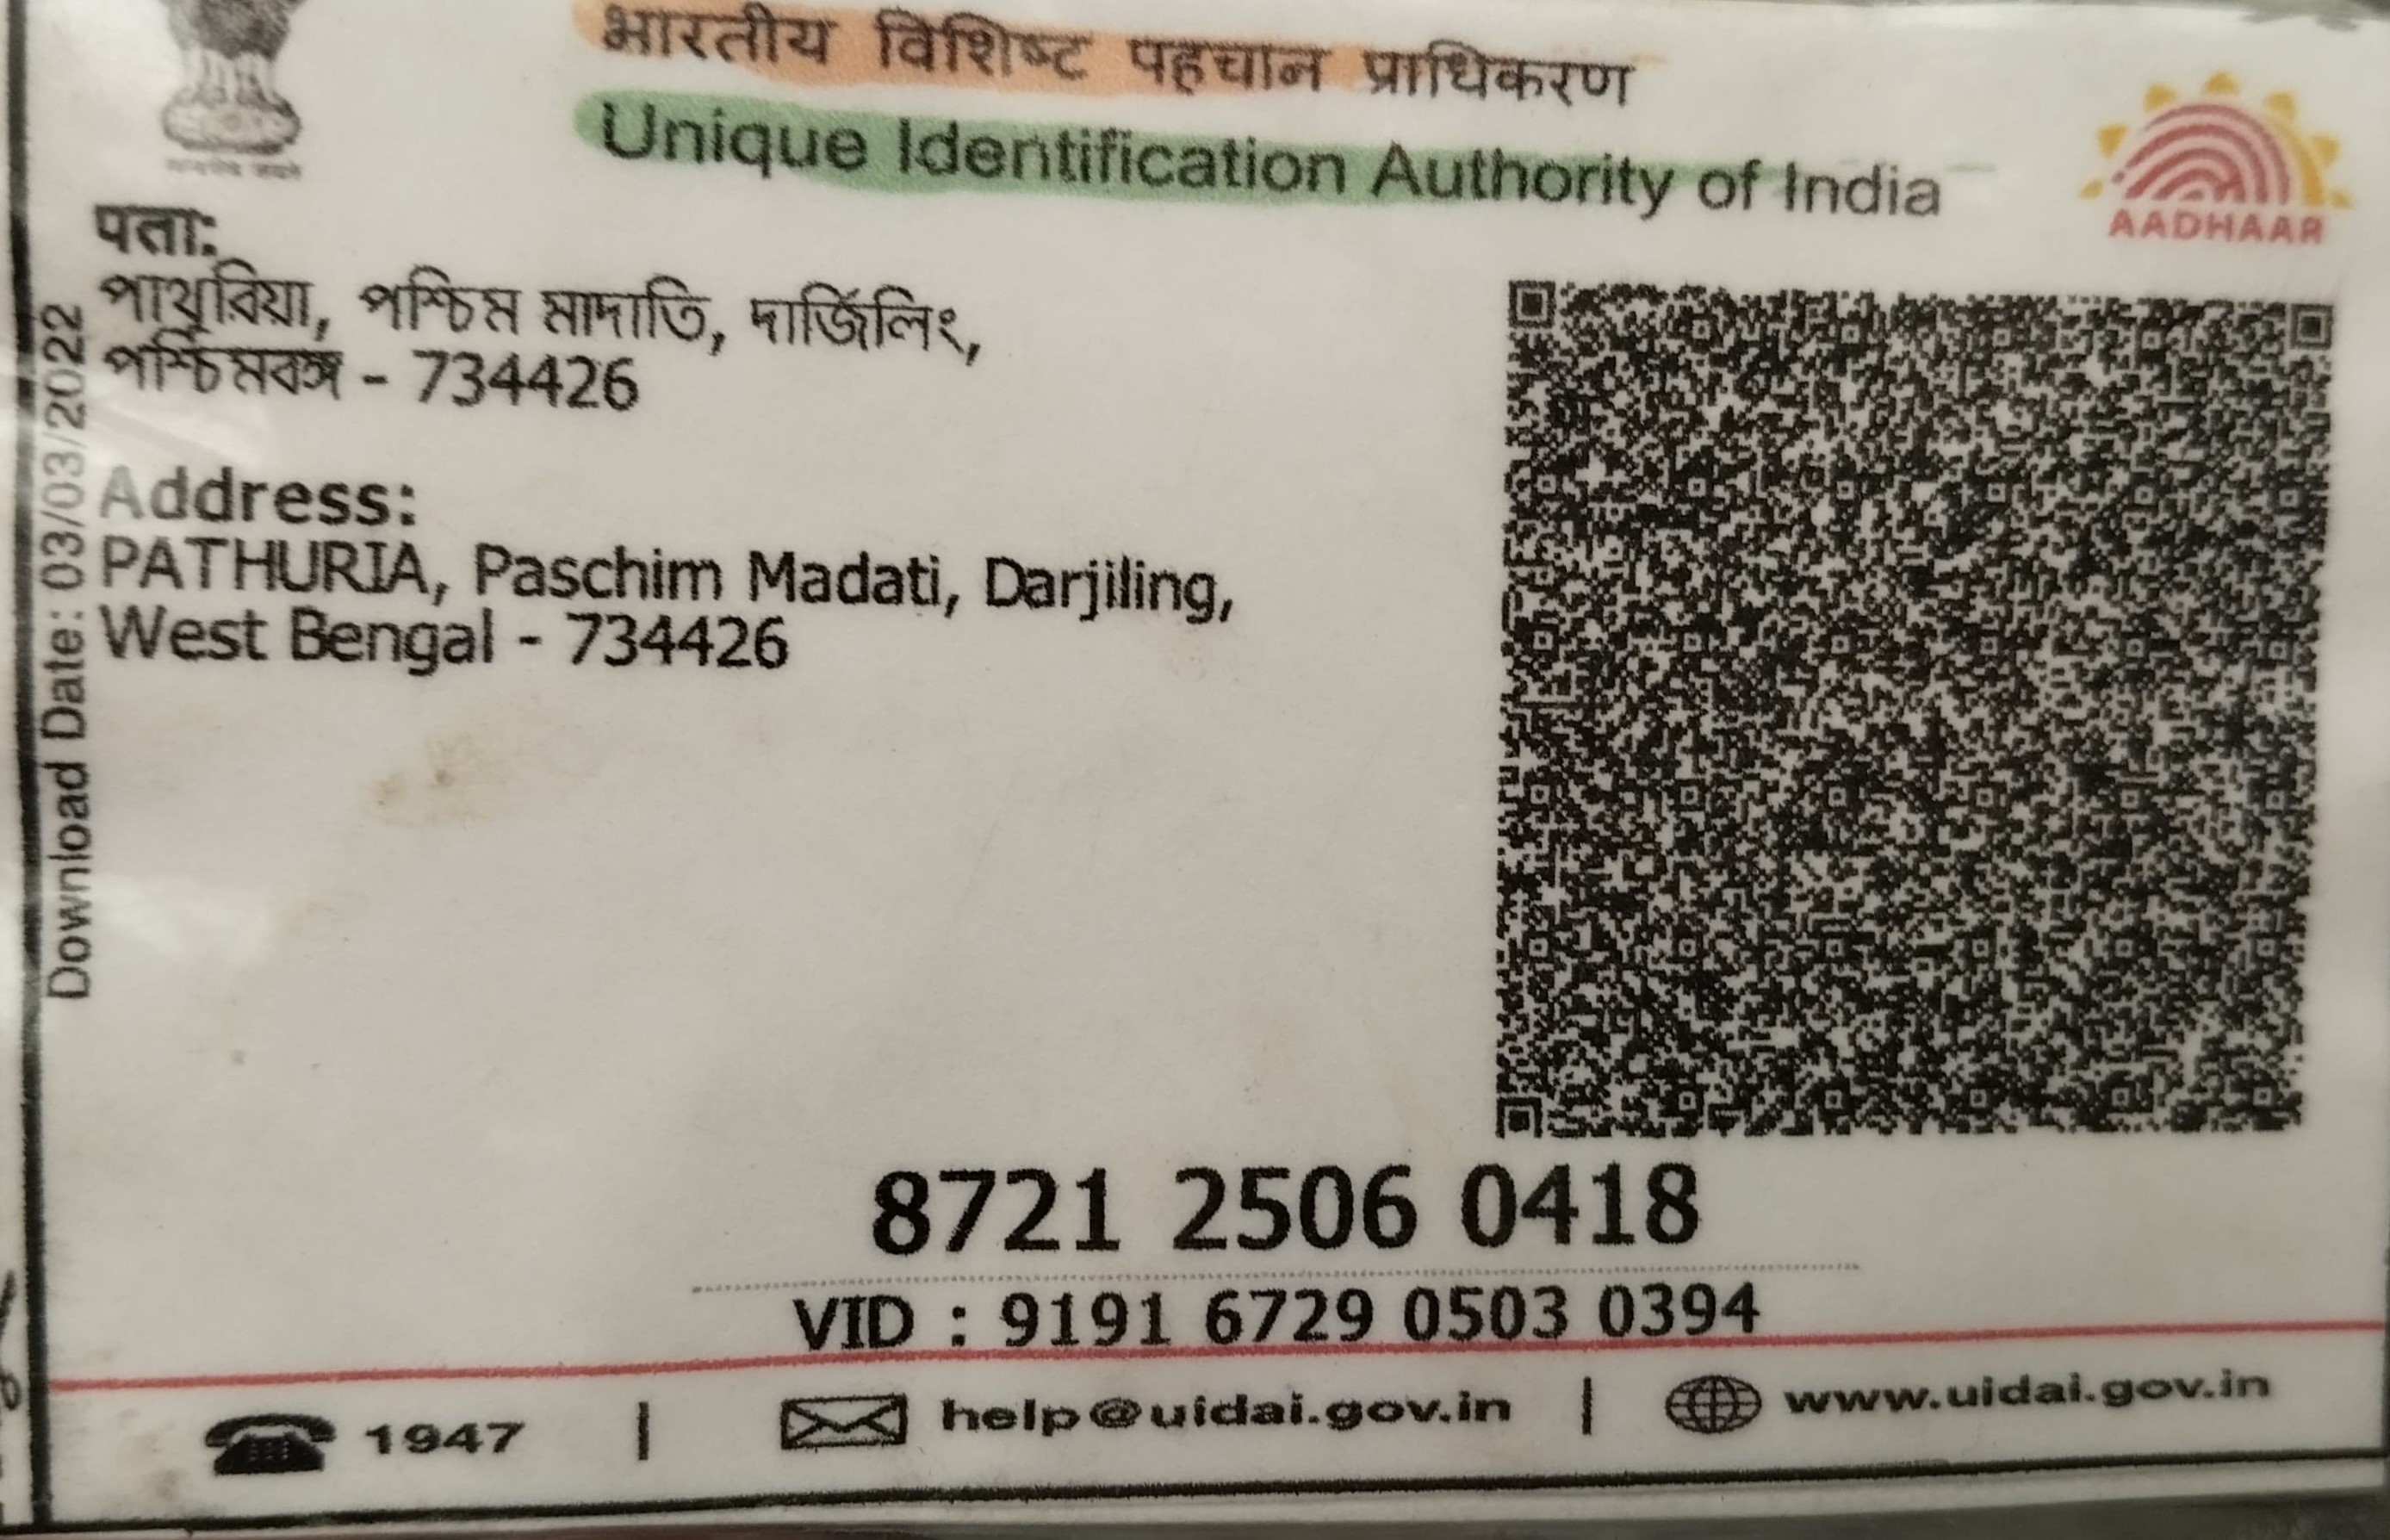 भारतीय विशिष्ट पहचान प्राधिकरण
Unique Identification Authority of India
AADHAAR
पता:
পাথুরিয়া, পশ্চিম মাদাতি, দার্জিলিং,
পশ্চিমবঙ্গ - 734426
Address:
PATHURIA, Paschim Madati, Darjiling,
West Bengal - 734426
Download Date: 03/03/2022
8721 2506 0418
VID : 9191 6729 0503 0394
1947 | help@uidai.gov.in | www.uidai.gov.in